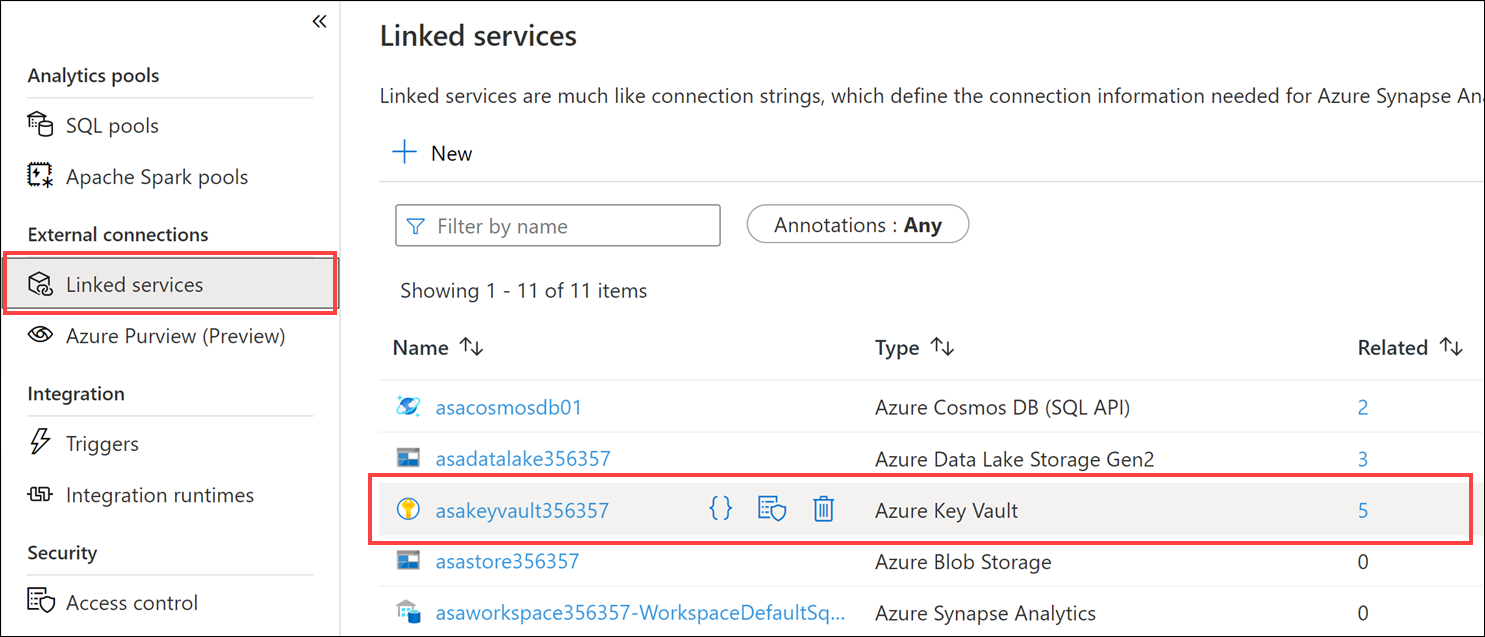 Analytics pools
SQL pools
Apache Spark pools
External connections
Linked services
Azure Purview (Preview)
Integration
Triggers
Integration runtimes
Security
Access control
Linked services
Linked services are much like connection strings, which define the connection information needed for Azure Synapse An
New
Filter by name
Annotations : Any
Showing 1 - 11 of 11 items
Name Type Related
asacosmosdb01 Azure Cosmos DB (SQL API) 2
asadatalake356357 Azure Data Lake Storage Gen2 3
asakeyvault356357 {} Azure Key Vault 5
asastore356357 Azure Blob Storage 0
asaworkspace356357-WorkspaceDefaultSq... Azure Synapse Analytics 0